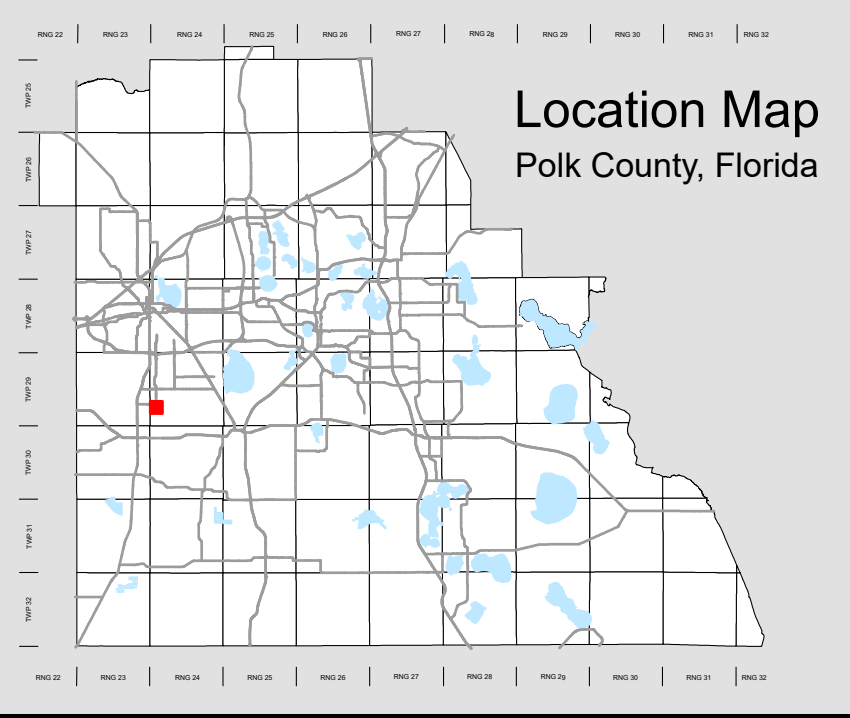 RNG 22 RNG 23 RNG 24 RNG 25 RNG 26 RNG 27 RNG 28 RNG 29 RNG 30 RNG 31 RNG 32
TWP 25
Location Map
TWP 26
Polk County, Florida
TWP 27
TWP 28
TWP 29
TWP 30
TWP 31
TWP 32
RNG 22 RNG 23 RNG 24 RNG 25 RNG 26 RNG 27 RNG 28 RNG 29 RNG 30 RNG 31 RNG 32